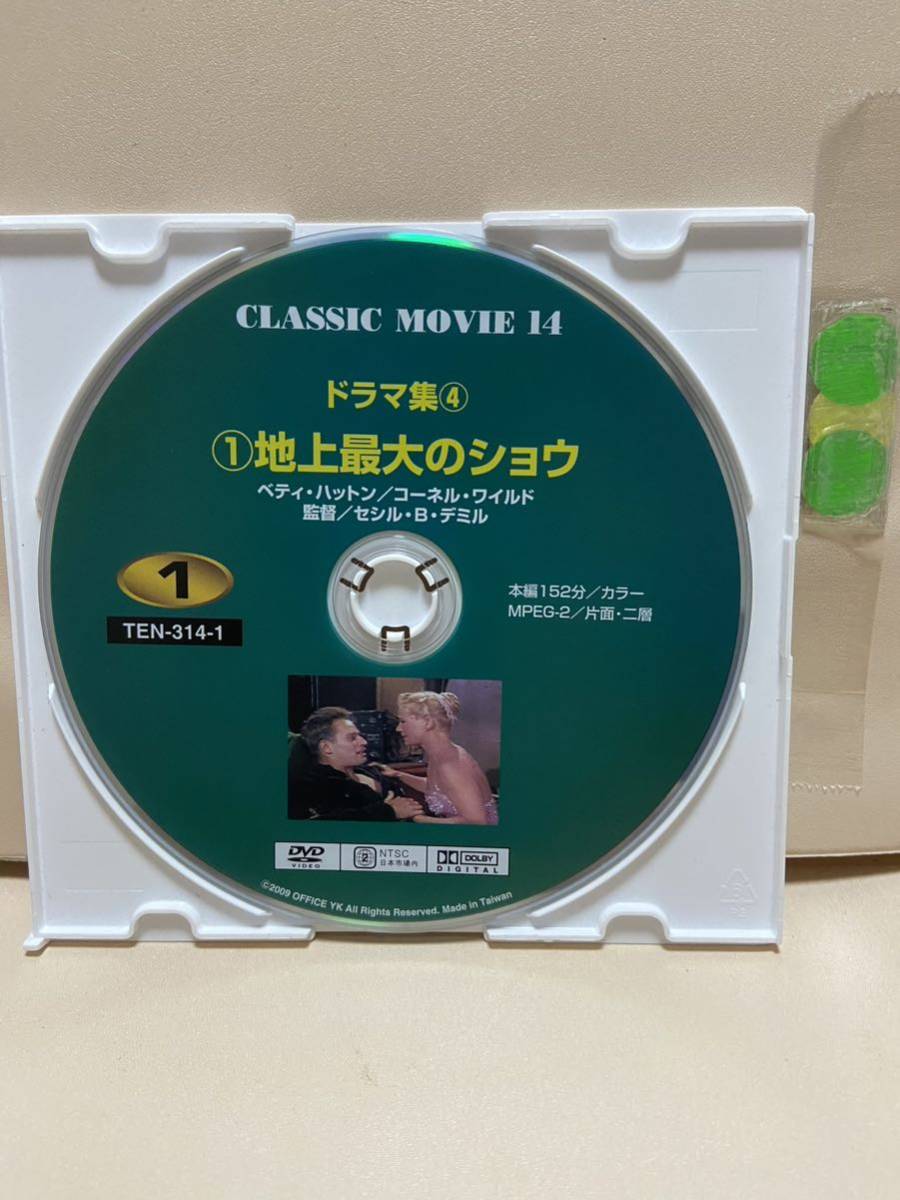 CLASSIC MOVIE 14
ドラマ集④
①地上最大のショウ
ベティ・ハットン／コーネル・ワイルド
監督／セシル・B・デミル
1
TEN-314-1
本編152分／カラー
MPEG-2／片面・二層
DVD
VIDEO
2
NTSC
日本市場内
DOLBY
DIGITAL
©2009 OFFICE YK All Rights Reserved. Made in Taiwan